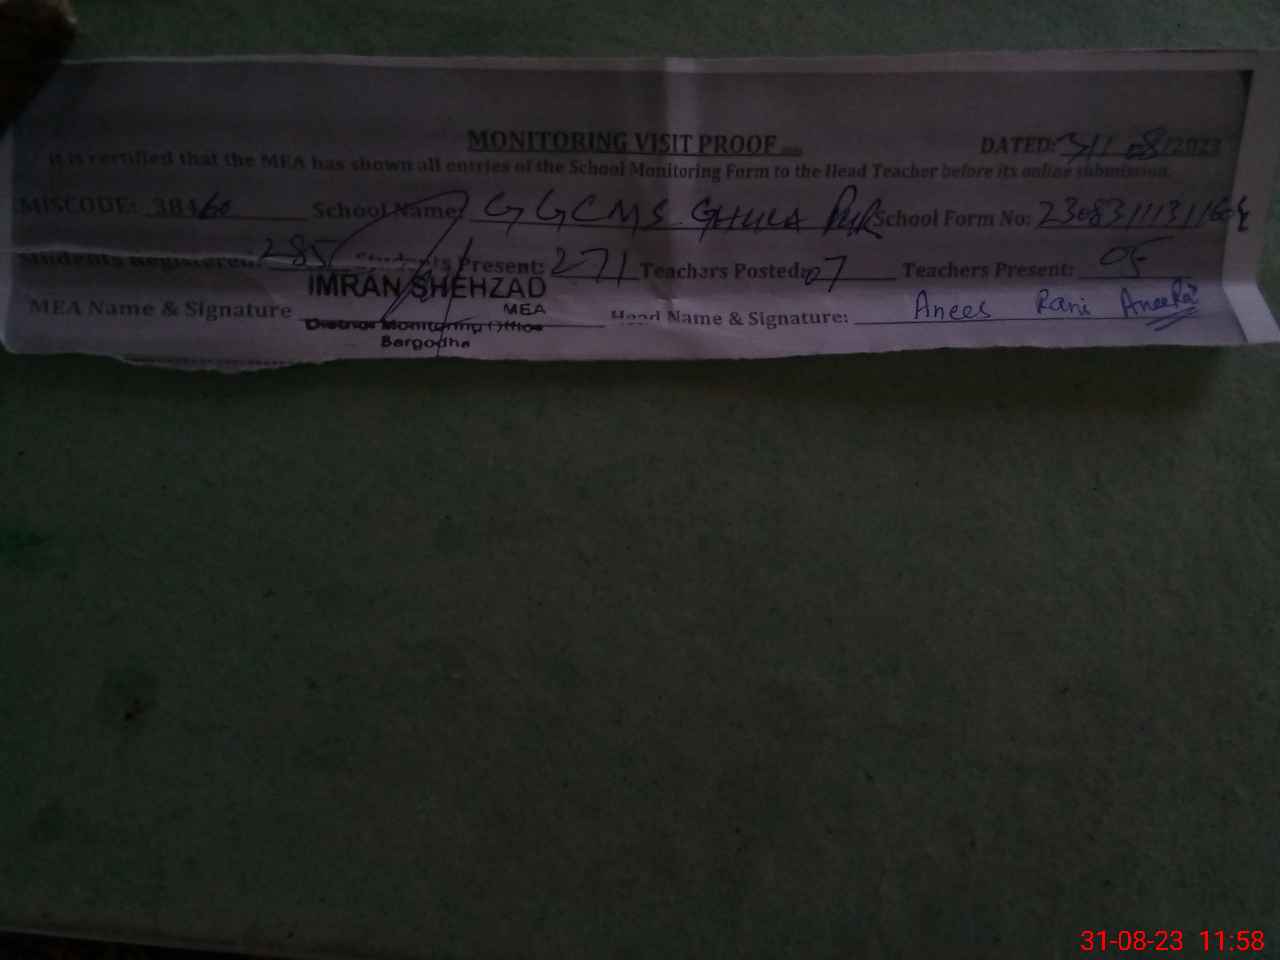 MONITORING VISIT PROOF
DATED: 31/08/2023
It is certified that the MEA has shown all entries of the School Monitoring Form to the Head Teacher before its online submission.
MISCODE: 38460 School Name: GGCMS GHULA PUR School Form No:
Students Registered: 285 Students Present: 271 Teachers Posted: 07 Teachers Present: 05
IMRAN SHEHZAD
MEA
MEA Name & Signature Head Name & Signature: Anees Rani
District Monitoring Office
Sargodha
31-08-23 11:58